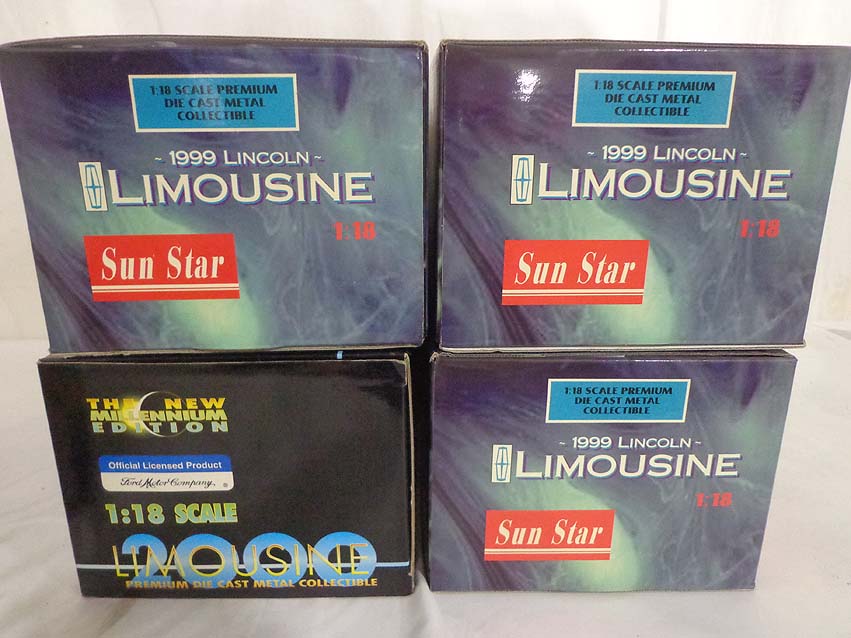 1:18 SCALE PREMIUM
DIE CAST METAL
COLLECTIBLE
~ 1999 LINCOLN ~
LIMOUSINE
1:18
Sun Star
1:18 SCALE PREMIUM
DIE CAST METAL
COLLECTIBLE
~ 1999 LINCOLN ~
LIMOUSINE
1:18
Sun Star
THE NEW
MILLENNIUM
EDITION
Official Licensed Product
Ford Motor Company, ®
1:18 SCALE
2000
LIMOUSINE
PREMIUM DIE CAST METAL COLLECTIBLE
1:18 SCALE PREMIUM
DIE CAST METAL
COLLECTIBLE
~ 1999 LINCOLN ~
LIMOUSINE
1:18
Sun Star